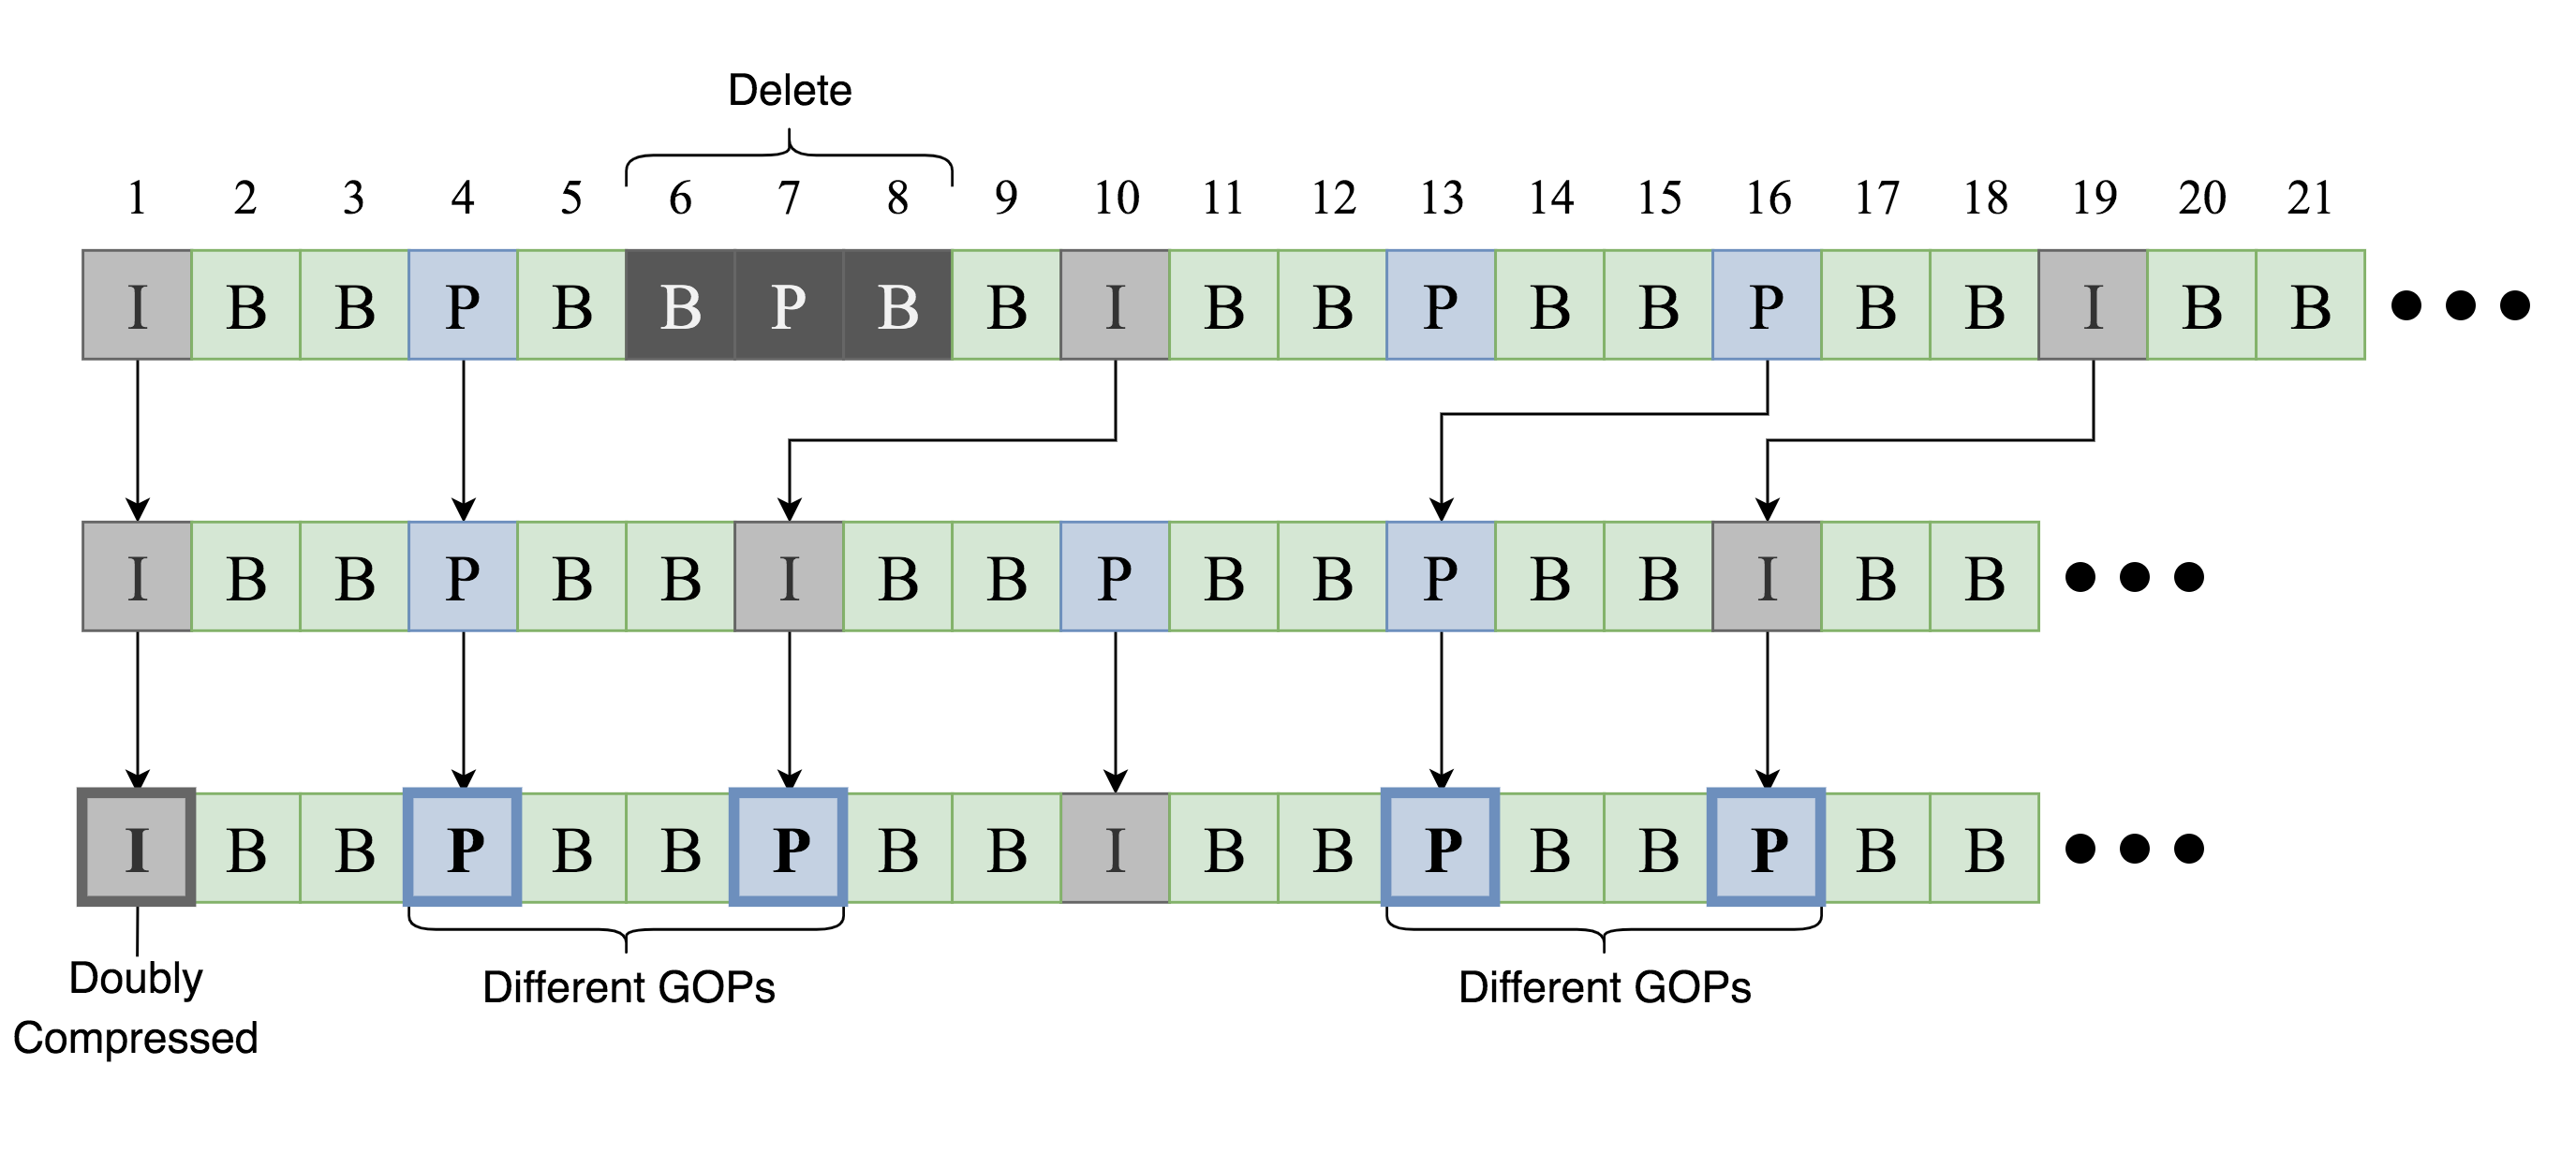 Delete
1 2 3 4 5 6 7 8 9 10 11 12 13 14 15 16 17 18 19 20 21
I B B P B B P B B I B B P B B P B B I B B
I B B P B B I B B P B B P B B I B B
I B B P B B P B B I B B P B B P B B
Doubly
Compressed
Different GOPs
Different GOPs